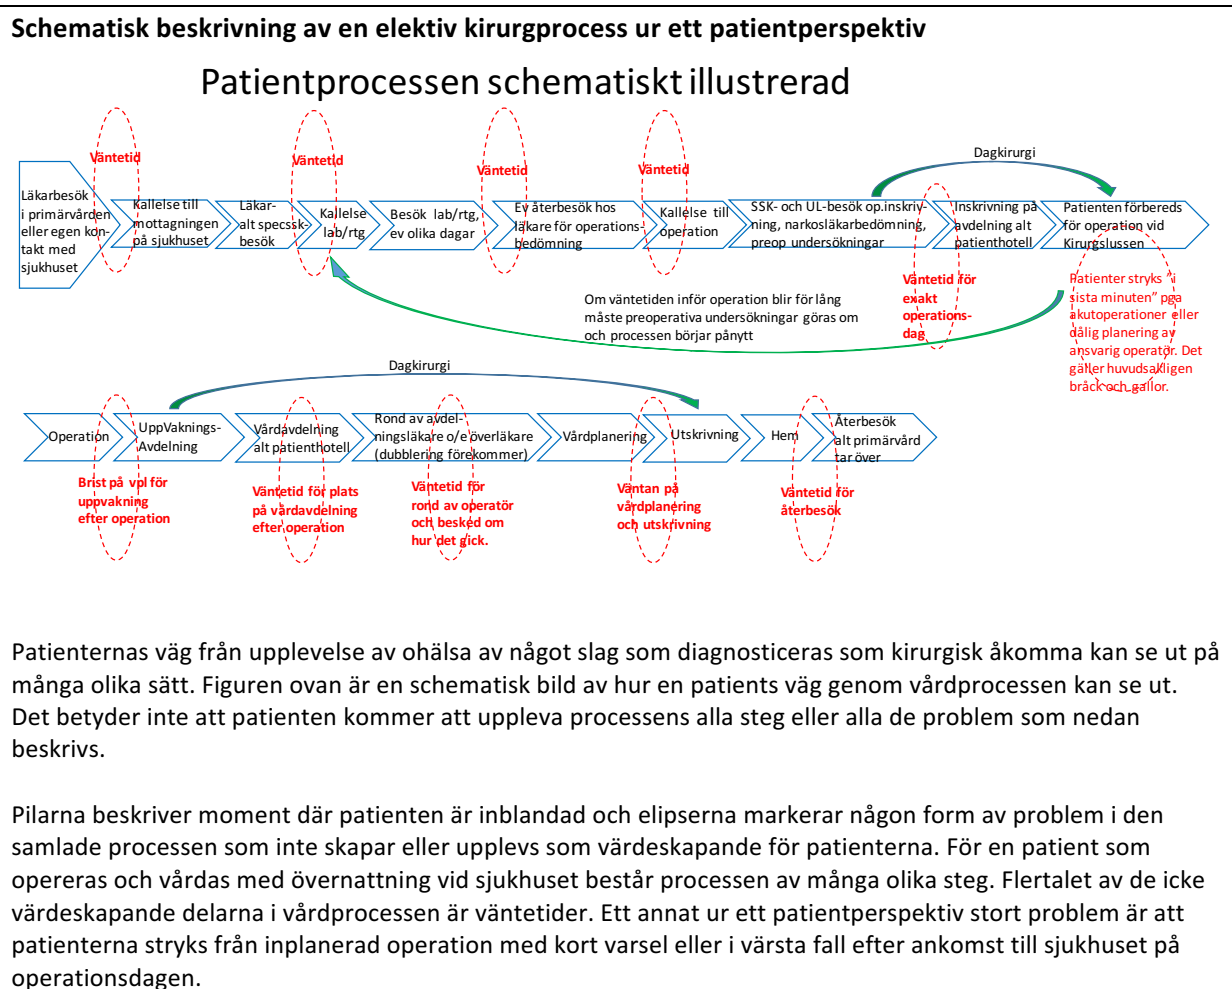 Schematisk beskrivning av en elektiv kirurgprocess ur ett patientperspektiv
Patientprocessen schematiskt illustrerad
Väntetid
Väntetid
Väntetid
Väntetid
Dagkirurgi
Läkarbesök
i primärvården
eller egen kon-
takt med
sjukhuset
Kallelse till
mottagningen
på sjukhuset
Läkar-
alt specssk-
besök
Kallelse
lab/rtg
Besök lab/rtg,
ev olika dagar
Ev återbesök hos
läkare för operations-
bedömning
Kallelse till
operation
SSK- och UL-besök op.inskriv-
ning, narkosläkarbedömning,
preop undersökningar
Inskrivning på
avdelning alt
patienthotell
Patienten förbereds
för operation vid
Kirurgslussen
Om väntetiden inför operation blir för lång
måste preoperativa undersökningar göras om
och processen börjar pånytt
Väntetid för
exakt
operations-
dag
Patienter stryks "i
sista minuten" pga
akutoperationer eller
dålig planering av
ansvarig operatör. Det
gäller huvudsakligen
bråck och gallor.
Dagkirurgi
Operation
UppVaknings-
Avdelning
Vårdavdelning
alt patienthotell
Rond av avdel-
ningsläkare o/e överläkare
(dubblering förekommer)
Vårdplanering
Utskrivning
Hem
Återbesök
alt primärvård
tar över
Brist på vpl för
uppvakning
efter operation
Väntetid för plats
på vårdavdelning
efter operation
Väntetid för
rond av operatör
och besked om
hur det gick.
Väntan på
vårdplanering
och utskrivning
Väntetid för
återbesök
Patienternas väg från upplevelse av ohälsa av något slag som diagnosticeras som kirurgisk åkomma kan se ut på
många olika sätt. Figuren ovan är en schematisk bild av hur en patients väg genom vårdprocessen kan se ut.
Det betyder inte att patienten kommer att uppleva processens alla steg eller alla de problem som nedan
beskrivs.
Pilarna beskriver moment där patienten är inblandad och elipserna markerar någon form av problem i den
samlade processen som inte skapar eller upplevs som värdeskapande för patienterna. För en patient som
opereras och vårdas med övernattning vid sjukhuset består processen av många olika steg. Flertalet av de icke
värdeskapande delarna i vårdprocessen är väntetider. Ett annat ur ett patientperspektiv stort problem är att
patienterna stryks från inplanerad operation med kort varsel eller i värsta fall efter ankomst till sjukhuset på
operationsdagen.